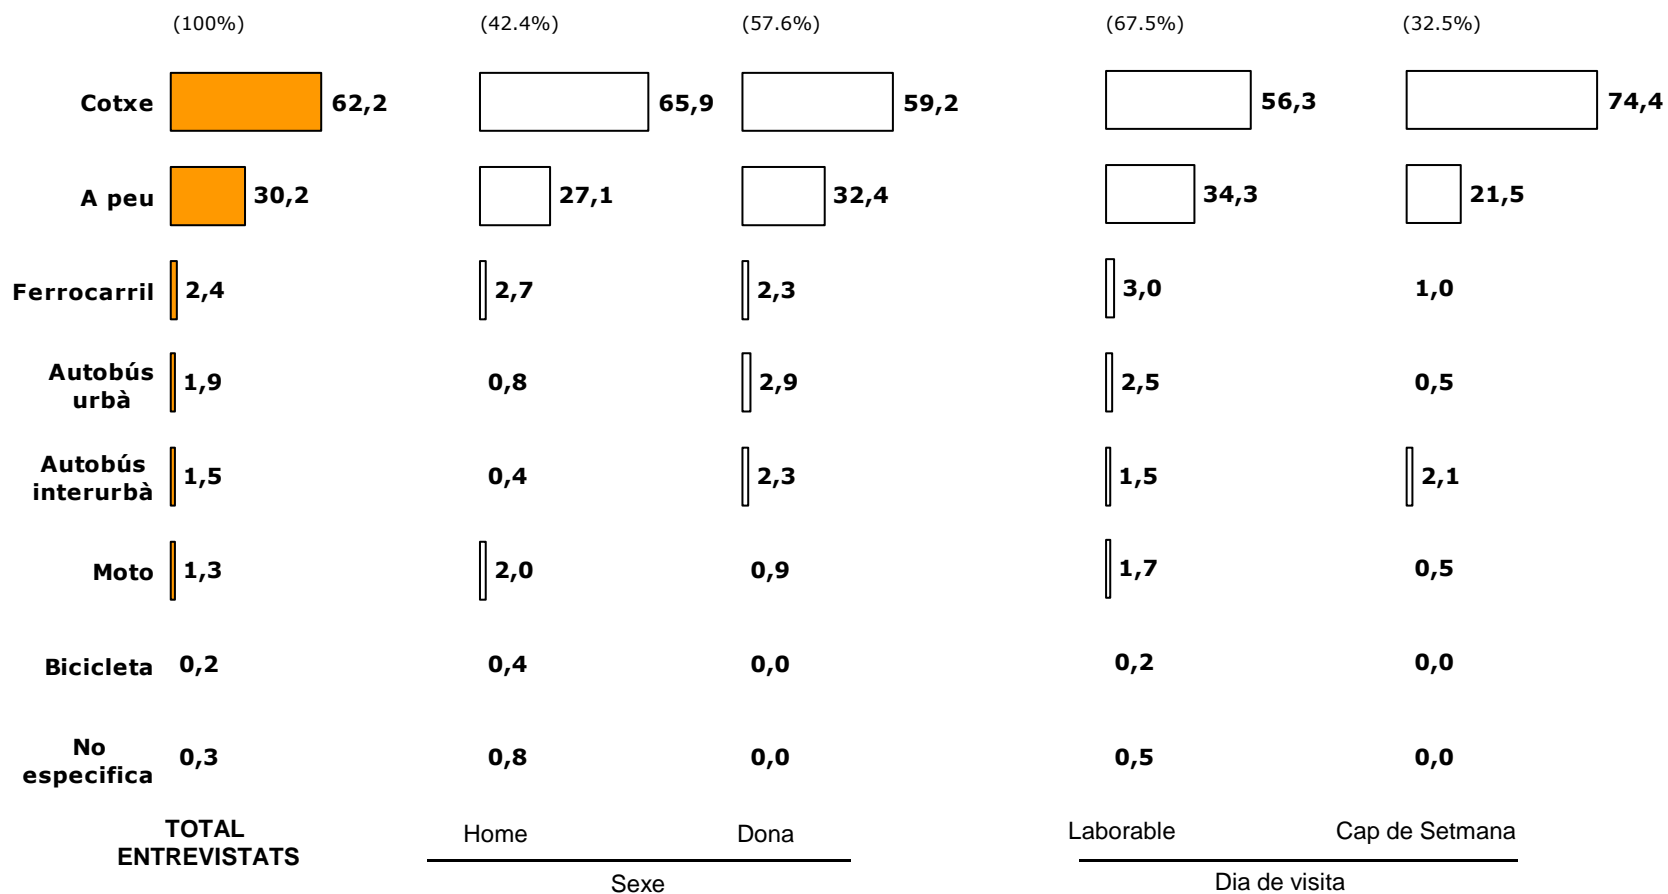 (100%) (42.4%) (57.6%) (67.5%) (32.5%)
Cotxe 62,2 65,9 59,2 56,3 74,4
A peu 30,2 27,1 32,4 34,3 21,5
Ferrocarril 2,4 2,7 2,3 3,0 1,0
Autobús
urbà 1,9 0,8 2,9 2,5 0,5
Autobús
interurbà 1,5 0,4 2,3 1,5 2,1
Moto 1,3 2,0 0,9 1,7 0,5
Bicicleta 0,2 0,4 0,0 0,2 0,0
No
especifica 0,3 0,8 0,0 0,5 0,0
TOTAL
ENTREVISTATS
Home Dona Laborable Cap de Setmana
Sexe Dia de visita